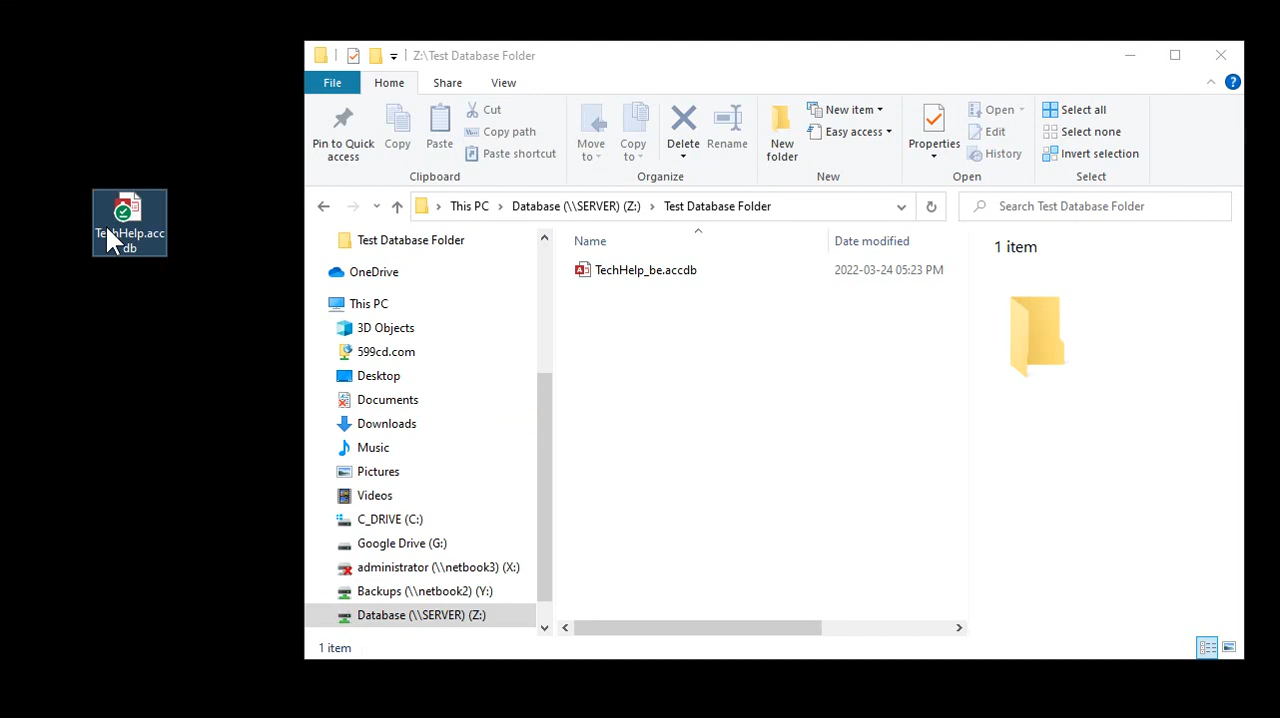 Z:\Test Database Folder
File
Home
Share
View
Pin to Quick
access
Copy
Paste
Cut
Copy path
Paste shortcut
Clipboard
Move
to
Copy
to
Delete
Rename
Organize
New
folder
New item
Easy access
New
Properties
Open
Edit
History
Open
Select all
Select none
Invert selection
Select
This PC > Database (\\SERVER) (Z:) > Test Database Folder
Search Test Database Folder
Test Database Folder
OneDrive
This PC
3D Objects
599cd.com
Desktop
Documents
Downloads
Music
Pictures
Videos
C_DRIVE (C:)
Google Drive (G:)
administrator (\\netbook3) (X:)
Backups (\\netbook2) (Y:)
Database (\\SERVER) (Z:)
Name
Date modified
TechHelp_be.accdb
2022-03-24 05:23 PM
1 item
1 item
TechHelp.acc
db